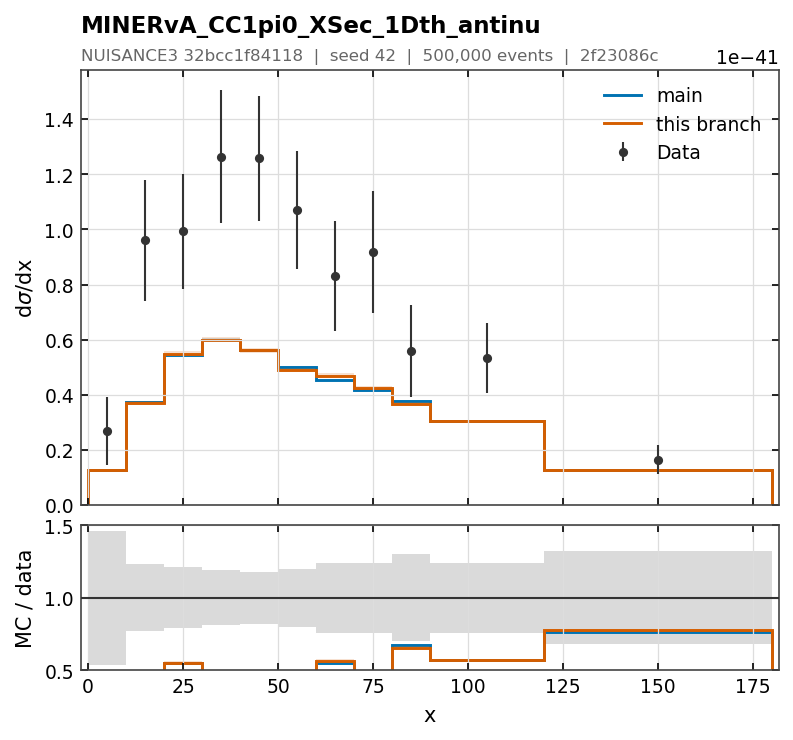 MINERvA_CC1pi0_XSec_1Dth_antinu
NUISANCE3 32bcc1f84118 | seed 42 | 500,000 events | 2f23086c
1e−41
main
this branch
Data
dσ/dx
1.4
1.2
1.0
0.8
0.6
0.4
0.2
0.0
MC / data
1.5
1.0
0.5
0 25 50 75 100 125 150 175
x